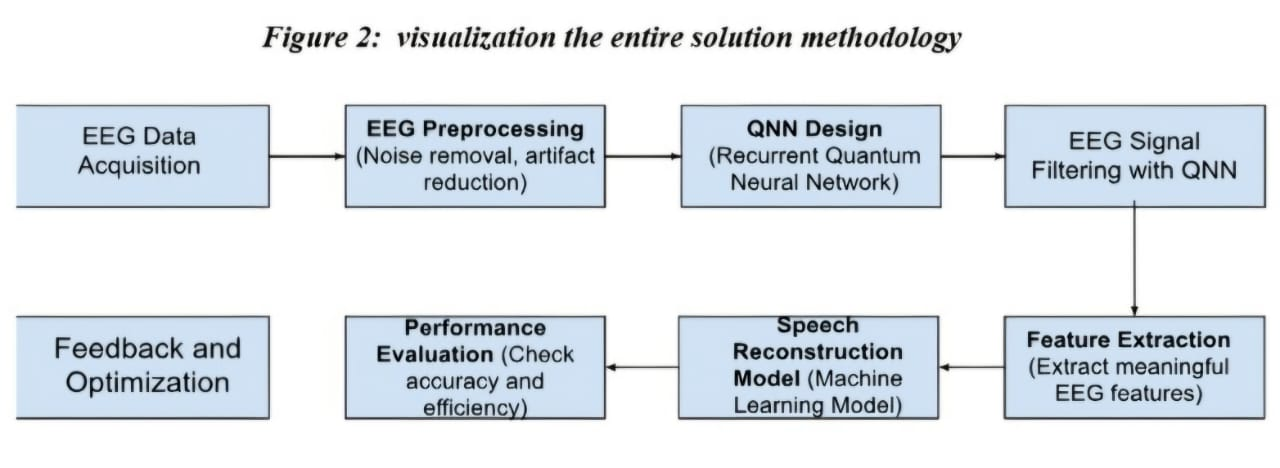 Figure 2: visualization the entire solution methodology
EEG Data
Acquisition
EEG Preprocessing
(Noise removal, artifact
reduction)
QNN Design
(Recurrent Quantum
Neural Network)
EEG Signal
Filtering with QNN
Feedback and
Optimization
Performance
Evaluation (Check
accuracy and
efficiency)
Speech
Reconstruction
Model (Machine
Learning Model)
Feature Extraction
(Extract meaningful
EEG features)